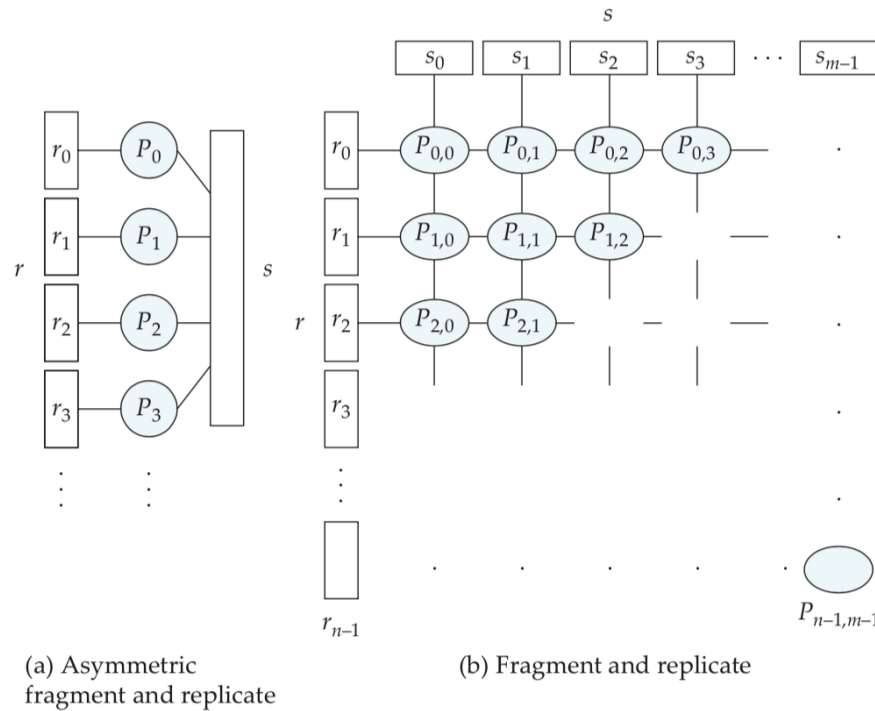 s
s0 s1 s2 s3 · · · sm–1
r0 P0 r0 P0,0 P0,1 P0,2 P0,3
r1 P1 r1 P1,0 P1,1 P1,2
r s
r2 P2 r r2 P2,0 P2,1
r3 P3 r3
Pn–1,m–1
rn–1
(a) Asymmetric
fragment and replicate
(b) Fragment and replicate